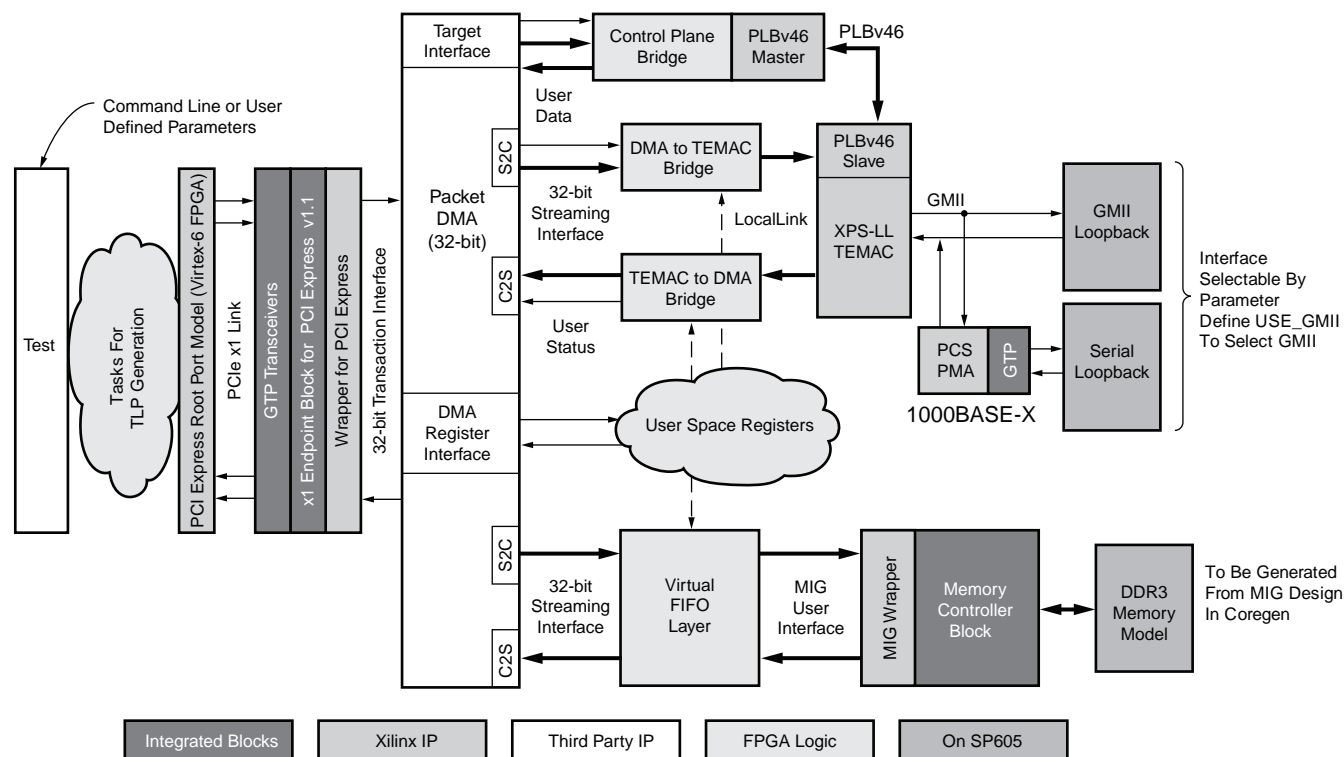 Command Line or User
Defined Parameters
Test
Tasks For
TLP Generation
PCI Express Root Port Model (Virtex-6 FPGA)
PCIe x1 Link
GTP Transceivers
x1 Endpoint Block for PCI Express v1.1
Wrapper for PCI Express
32-bit Transaction Interface
Target
Interface
Packet
DMA
(32-bit)
DMA
Register
Interface
S2C
C2S
S2C
C2S
Control Plane
Bridge
PLBv46
Master
PLBv46
User
Data
DMA to TEMAC
Bridge
32-bit
Streaming
Interface
LocalLink
TEMAC to DMA
Bridge
User
Status
PLBv46
Slave
XPS-LL
TEMAC
GMII
GMII
Loopback
PCS
PMA
GTP
1000BASE-X
Serial
Loopback
Interface
Selectable By
Parameter
Define USE_GMII
To Select GMII
User Space Registers
32-bit
Streaming
Interface
Virtual
FIFO
Layer
MIG
User
Interface
MIG Wrapper
Memory
Controller
Block
DDR3
Memory
Model
To Be Generated
From MIG Design
In Coregen
Integrated Blocks
Xilinx IP
Third Party IP
FPGA Logic
On SP605